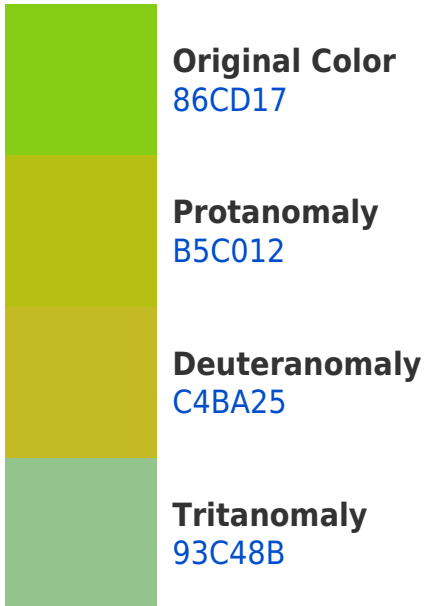 Original Color
86CD17
Protanomaly
B5C012
Deuteranomaly
C4BA25
Tritanomaly
93C48B